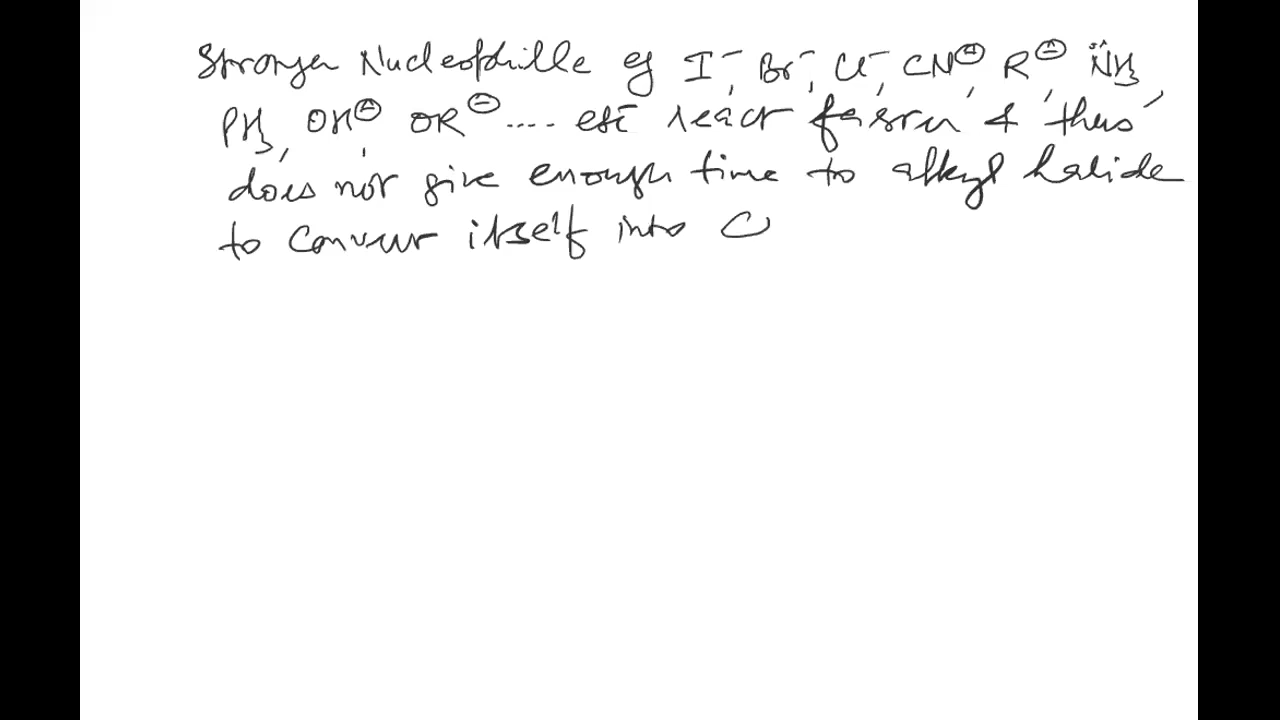 Stronger Nucleophille eg I⁻, Br⁻, Cl⁻, CN⊖, R⊖, N̈H₃,
PH₃, OH⊖, OR⊖ .... etc react faster & thus
does not give enough time to alkyl halide
to convert itself into C